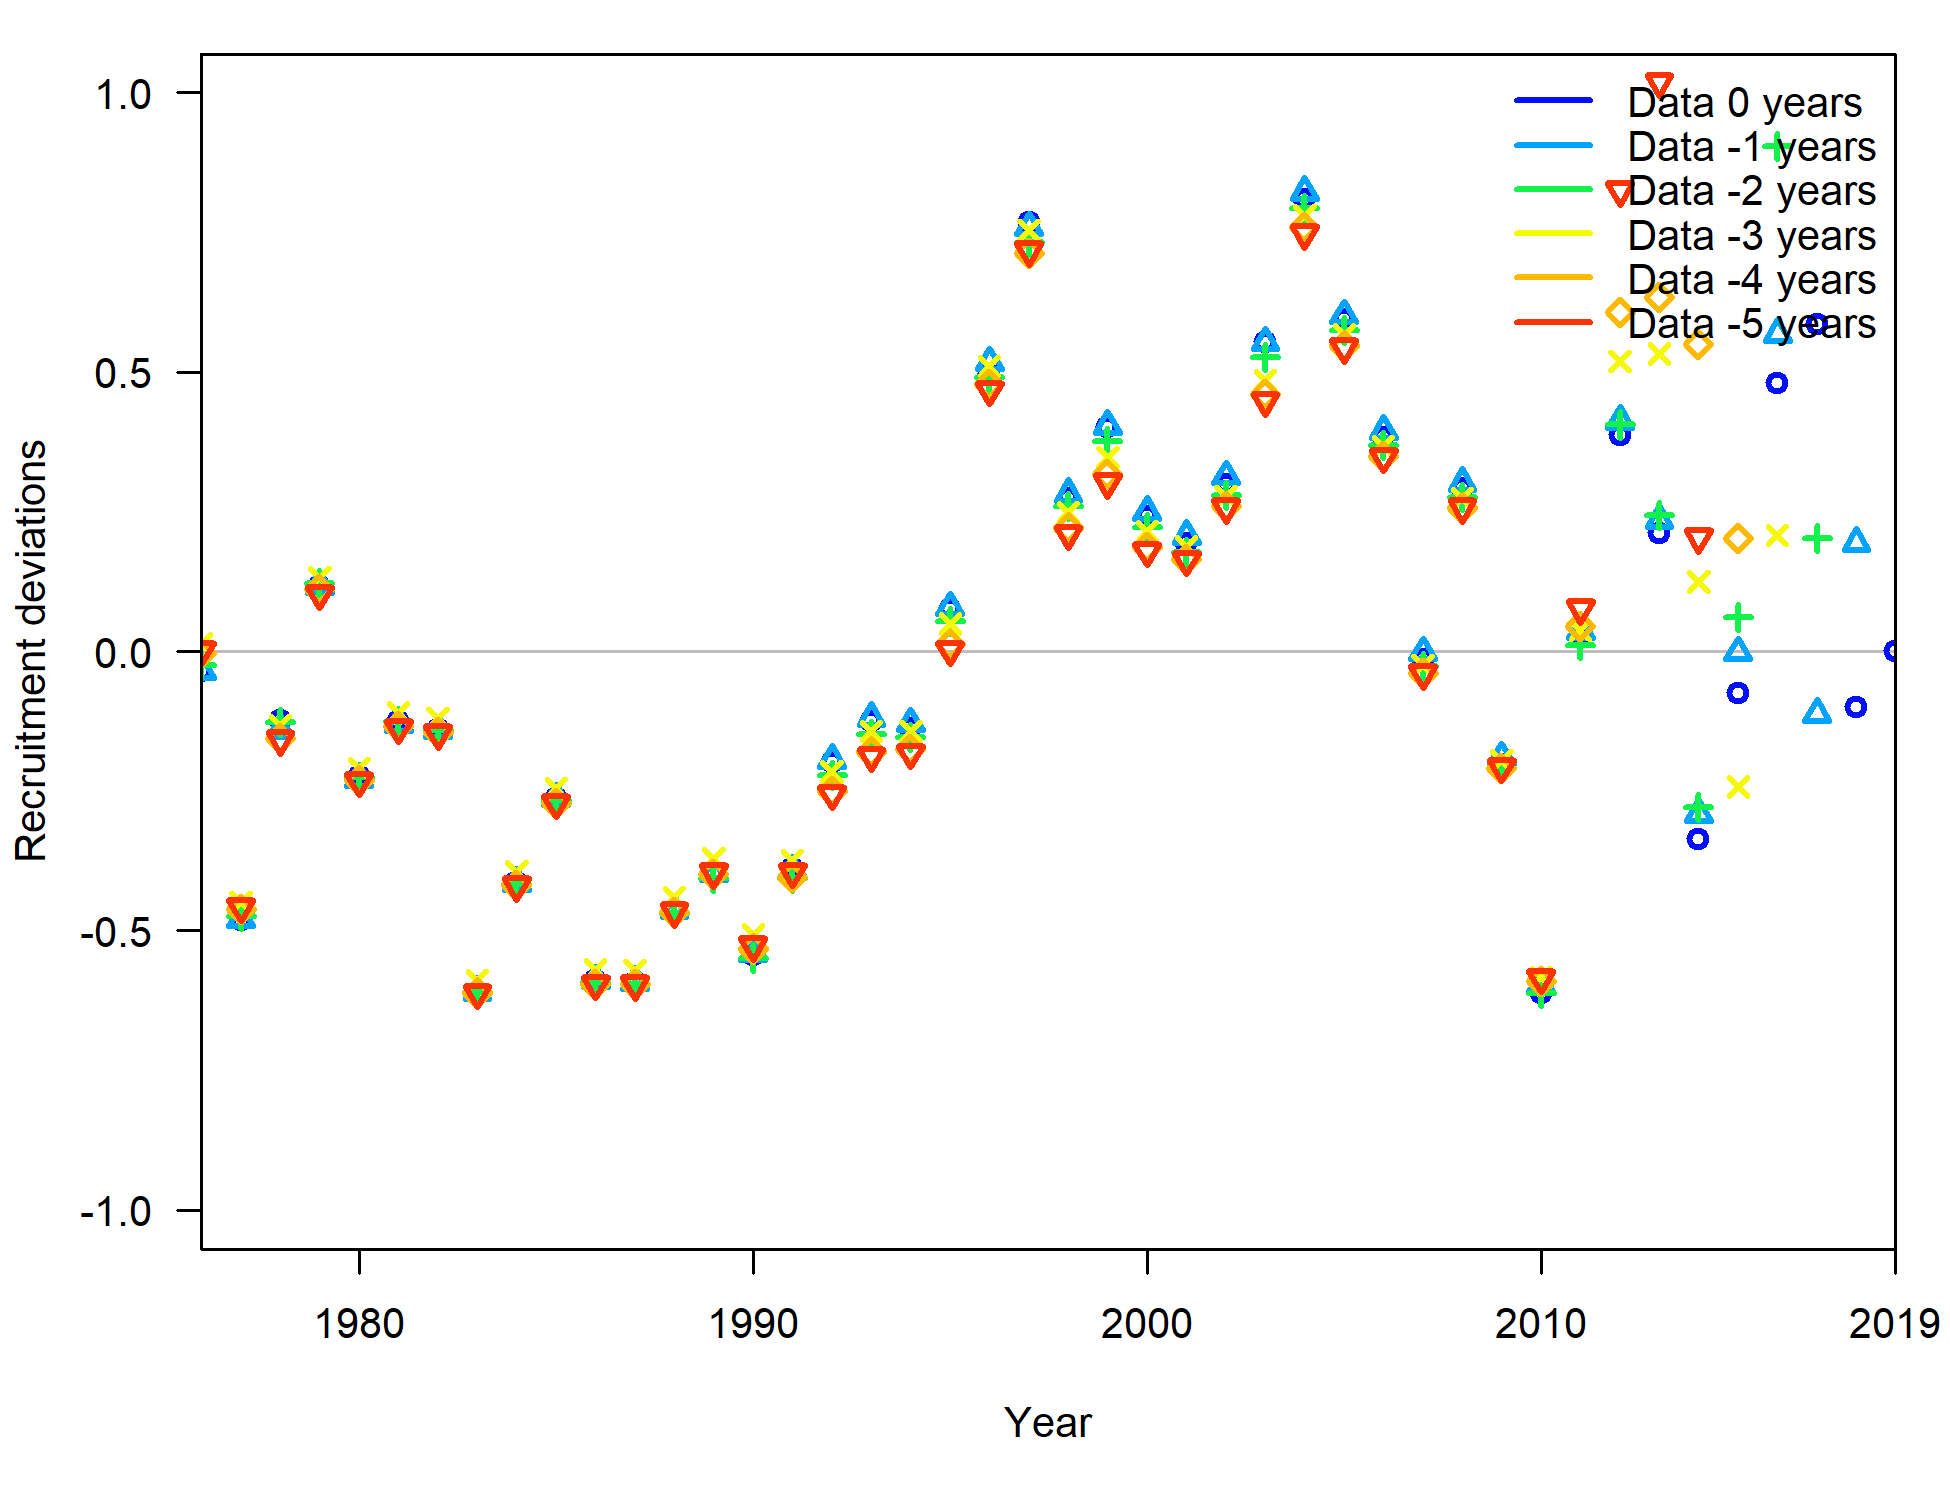 1.0
0.5
0.0
-0.5
-1.0
Recruitment deviations
Data 0 years
Data -1 years
Data -2 years
Data -3 years
Data -4 years
Data -5 years
1980 1990 2000 2010 2019
Year